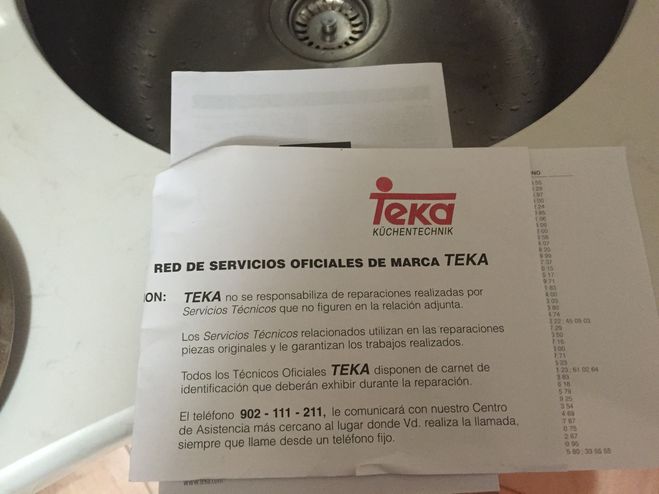 Teka
KÜCHENTECHNIK
RED DE SERVICIOS OFICIALES DE MARCA TEKA
ION: TEKA no se responsabiliza de reparaciones realizadas por
Servicios Técnicos que no figuren en la relación adjunta.
Los Servicios Técnicos relacionados utilizan en las reparaciones
piezas originales y le garantizan los trabajos realizados.
Todos los Técnicos Oficiales TEKA disponen de carnet de
identificación que deberán exhibir durante la reparación.
El teléfono 902 - 111 - 211, le comunicará con nuestro Centro
de Asistencia más cercano al lugar donde Vd. realiza la llamada,
siempre que llame desde un teléfono fijo.